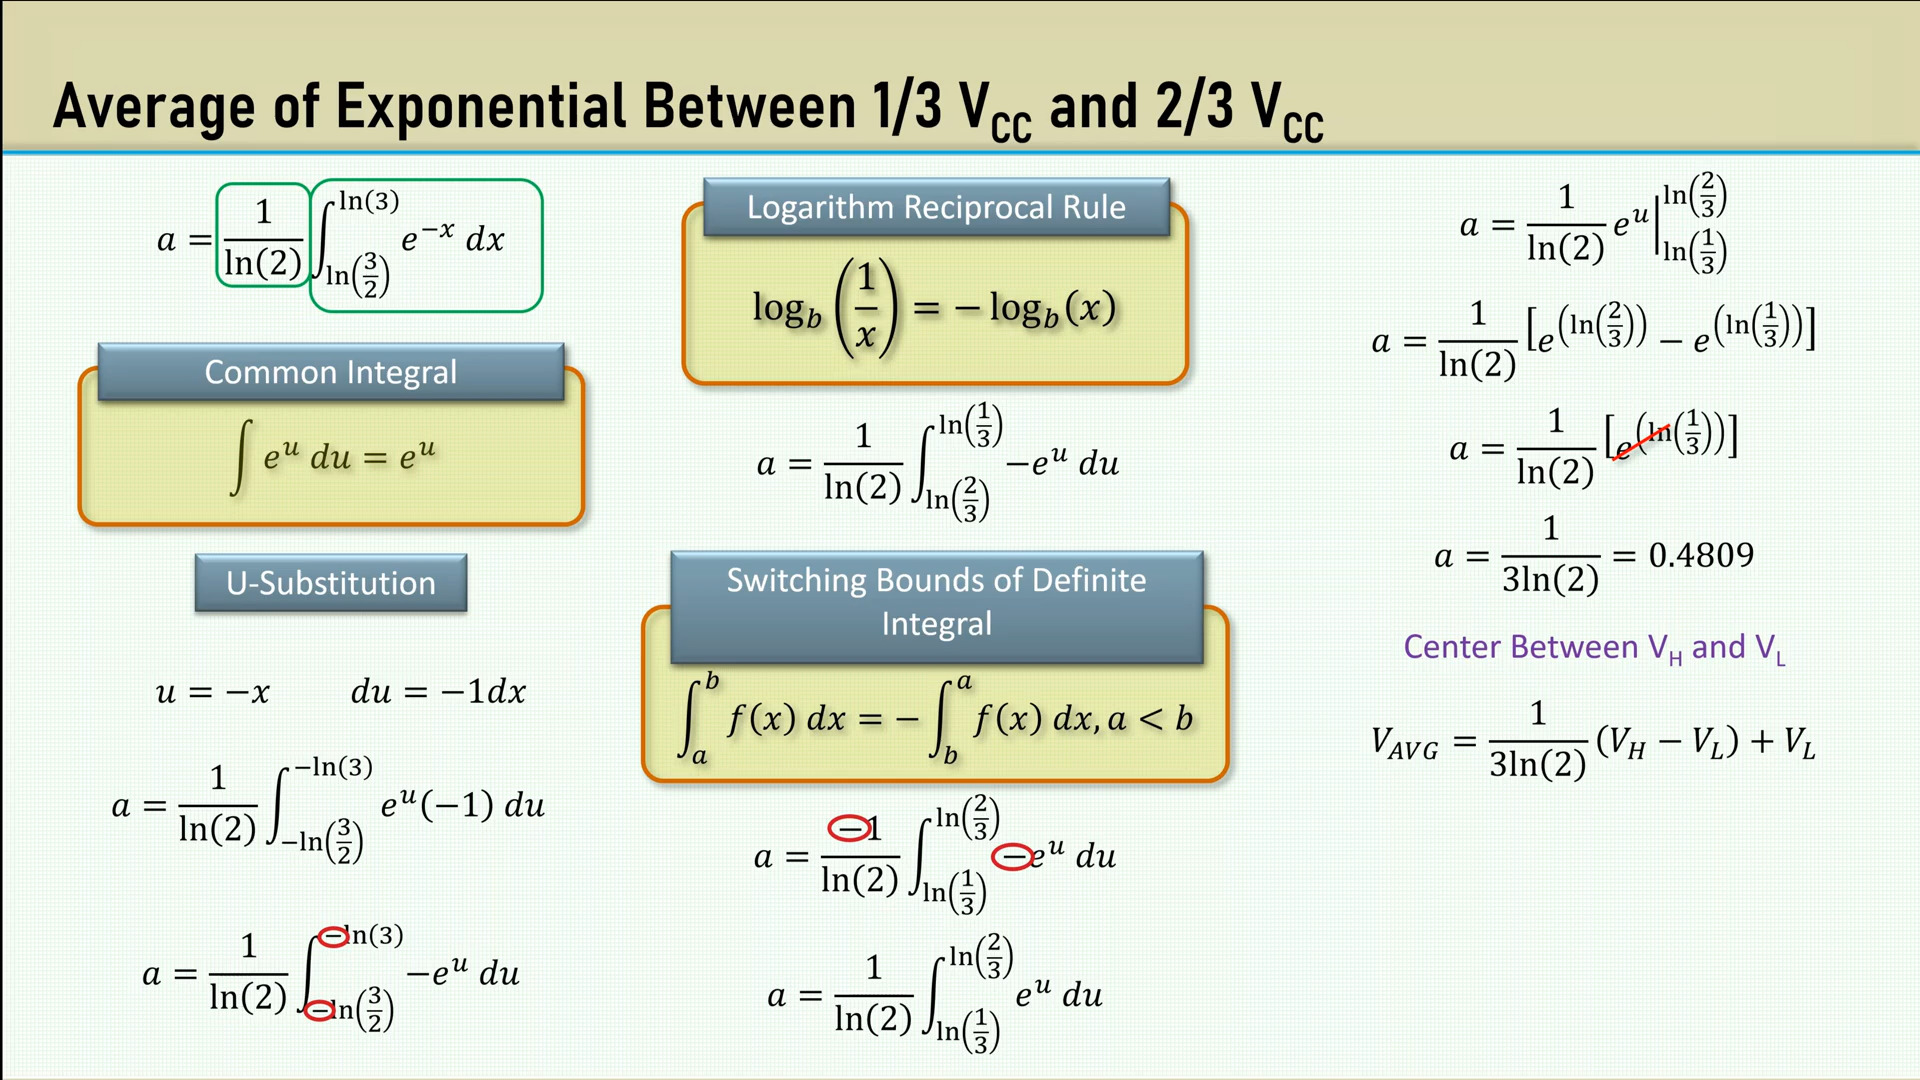 Average of Exponential Between 1/3 V_CC and 2/3 V_CC
a = 1/ln(2) ∫_{ln(3/2)}^{ln(3)} e^{−x} dx
Common Integral
∫ e^u du = e^u
U-Substitution
u = −x du = −1dx
a = 1/ln(2) ∫_{−ln(3/2)}^{−ln(3)} e^u(−1) du
a = 1/ln(2) ∫_{−ln(3/2)}^{−ln(3)} −e^u du
Logarithm Reciprocal Rule
log_b(1/x) = − log_b(x)
a = 1/ln(2) ∫_{ln(2/3)}^{ln(1/3)} −e^u du
Switching Bounds of Definite
Integral
∫_a^b f(x) dx = − ∫_b^a f(x) dx, a < b
a = −1/ln(2) ∫_{ln(1/3)}^{ln(2/3)} −e^u du
a = 1/ln(2) ∫_{ln(1/3)}^{ln(2/3)} e^u du
a = 1/ln(2) e^u |_{ln(1/3)}^{ln(2/3)}
a = 1/ln(2) [e^(ln(2/3)) − e^(ln(1/3))]
a = 1/ln(2) [e^(ln(1/3))]
a = 1/3ln(2) = 0.4809
Center Between V_H and V_L
V_AVG = 1/3ln(2) (V_H − V_L) + V_L